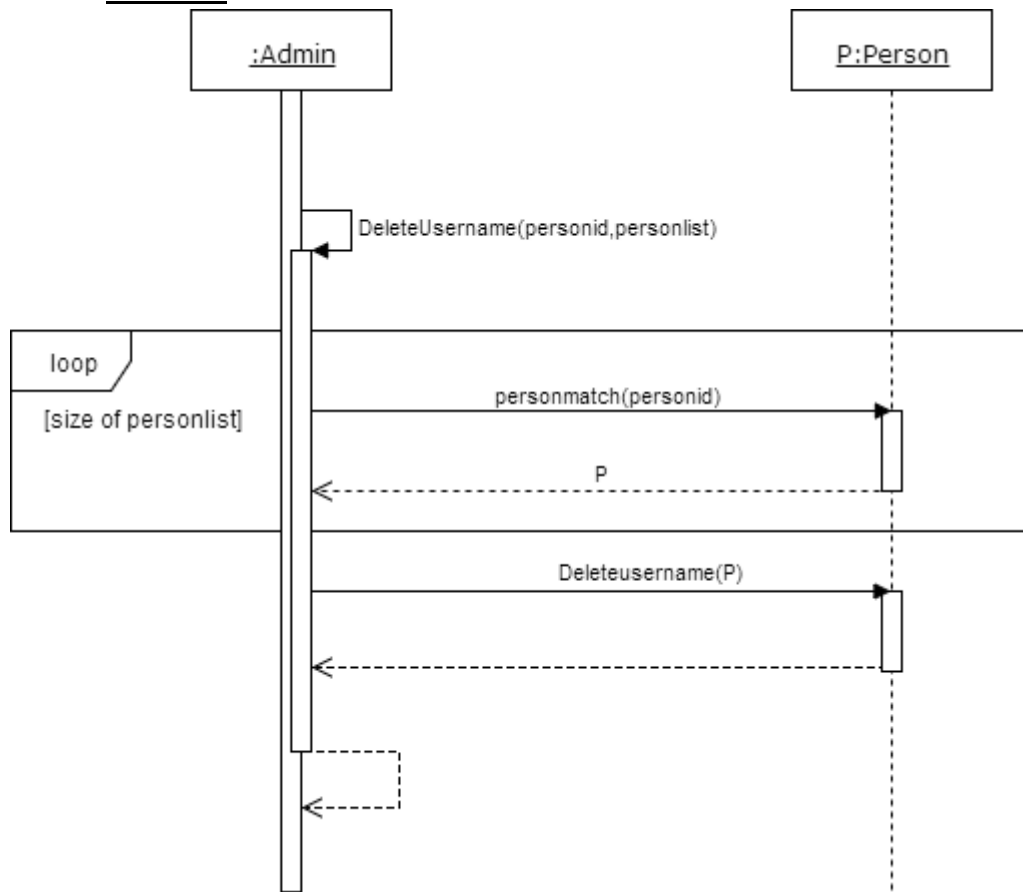 :Admin
P:Person
DeleteUsername(personid,personlist)
loop
[size of personlist]
personmatch(personid)
P
Deleteusername(P)